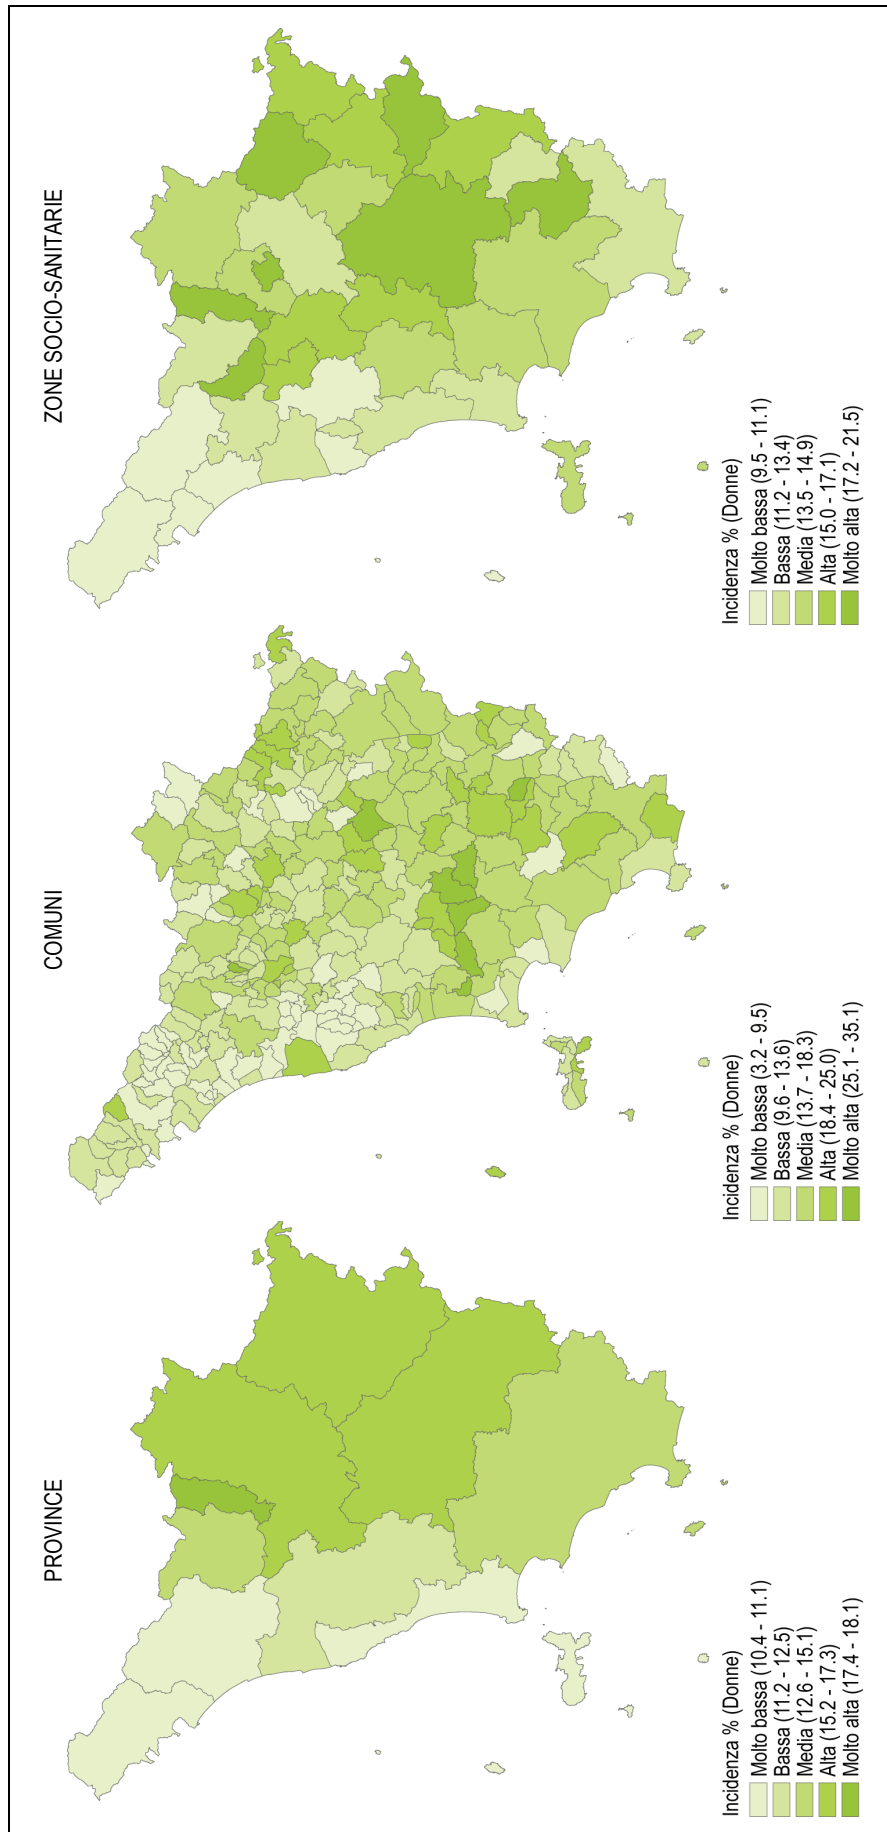 PROVINCE
Incidenza % (Donne)
Molto bassa (10.4 - 11.1)
Bassa (11.2 - 12.5)
Media (12.6 - 15.1)
Alta (15.2 - 17.3)
Molto alta (17.4 - 18.1)
COMUNI
Incidenza % (Donne)
Molto bassa (3.2 - 9.5)
Bassa (9.6 - 13.6)
Media (13.7 - 18.3)
Alta (18.4 - 25.0)
Molto alta (25.1 - 35.1)
ZONE SOCIO-SANITARIE
Incidenza % (Donne)
Molto bassa (9.5 - 11.1)
Bassa (11.2 - 13.4)
Media (13.5 - 14.9)
Alta (15.0 - 17.1)
Molto alta (17.2 - 21.5)